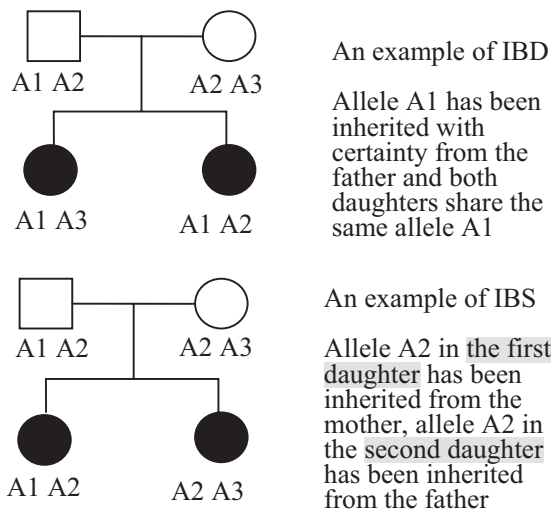 A1 A2
A2 A3
A1 A3
A1 A2
An example of IBD
Allele A1 has been
inherited with
certainty from the
father and both
daughters share the
same allele A1
A1 A2
A2 A3
A1 A2
A2 A3
An example of IBS
Allele A2 in the first
daughter has been
inherited from the
mother, allele A2 in
the second daughter
has been inherited
from the father